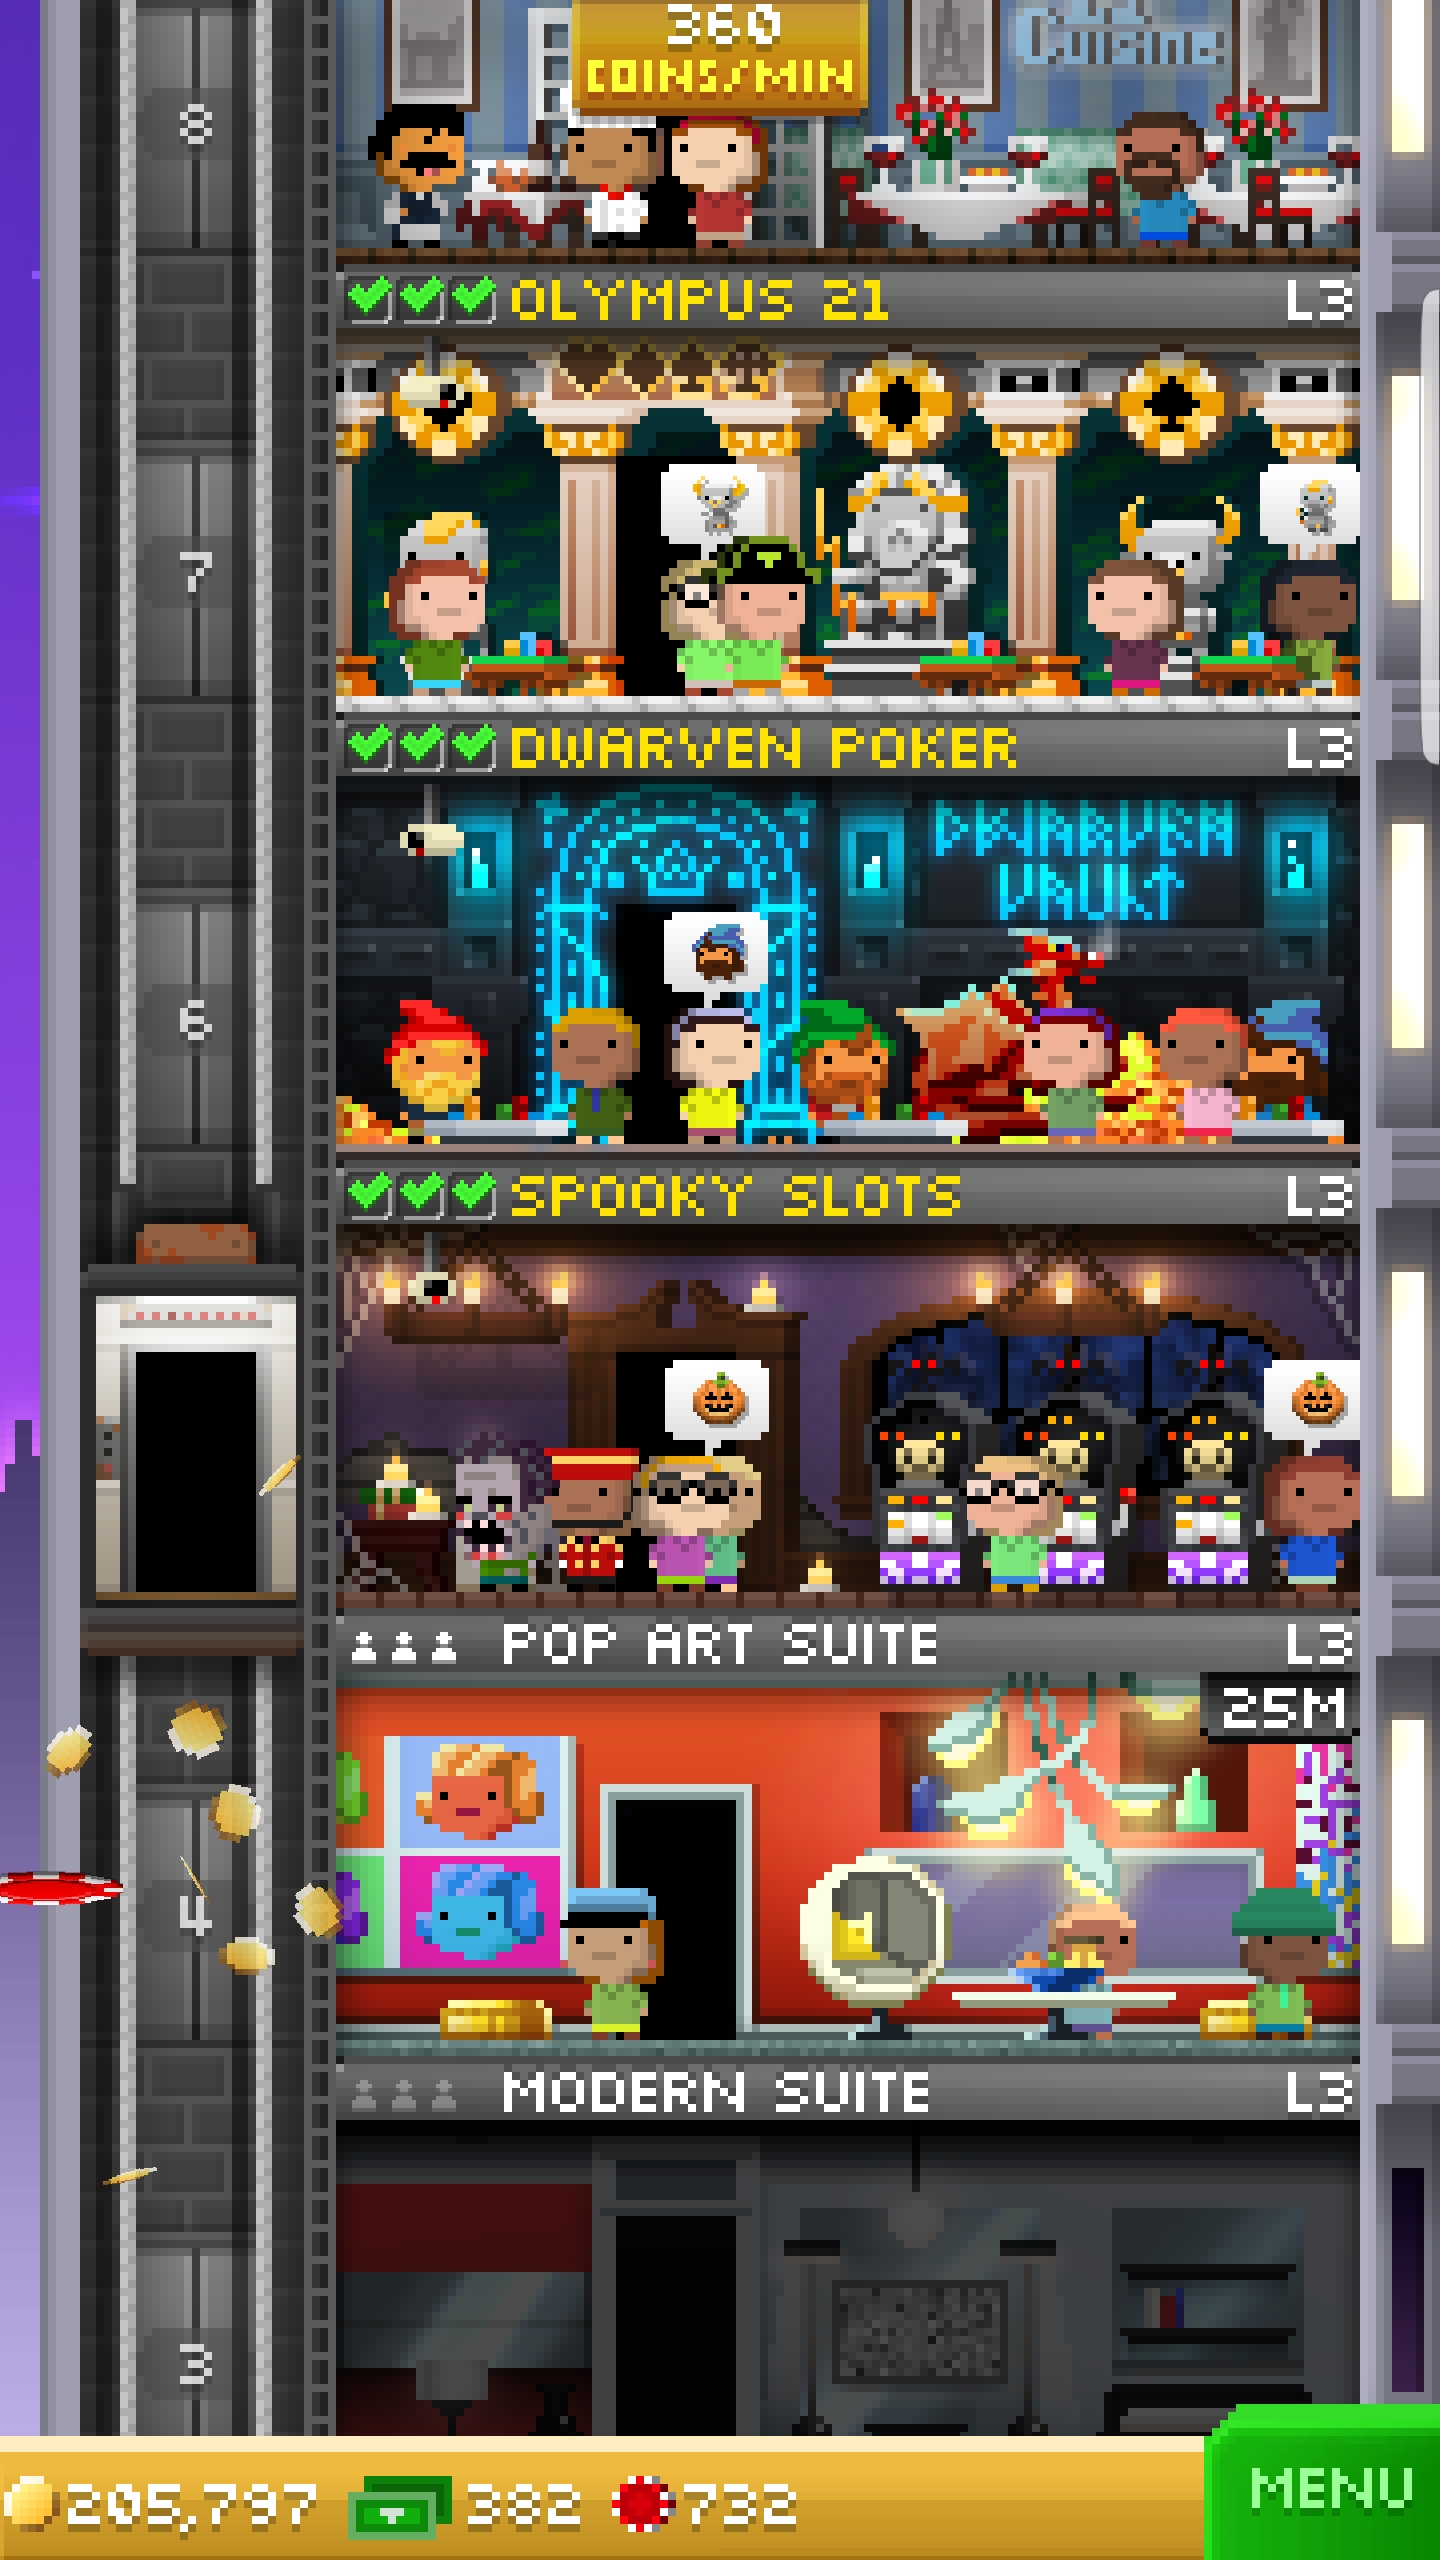 360
COINS/MIN
Cuisine
8
OLYMPUS 21 L3
7
DWARVEN POKER L3
DWARVEN
VAULT
6
SPOOKY SLOTS L3
POP ART SUITE L3
25M
4
MODERN SUITE L3
3
205,797 382 732
MENU